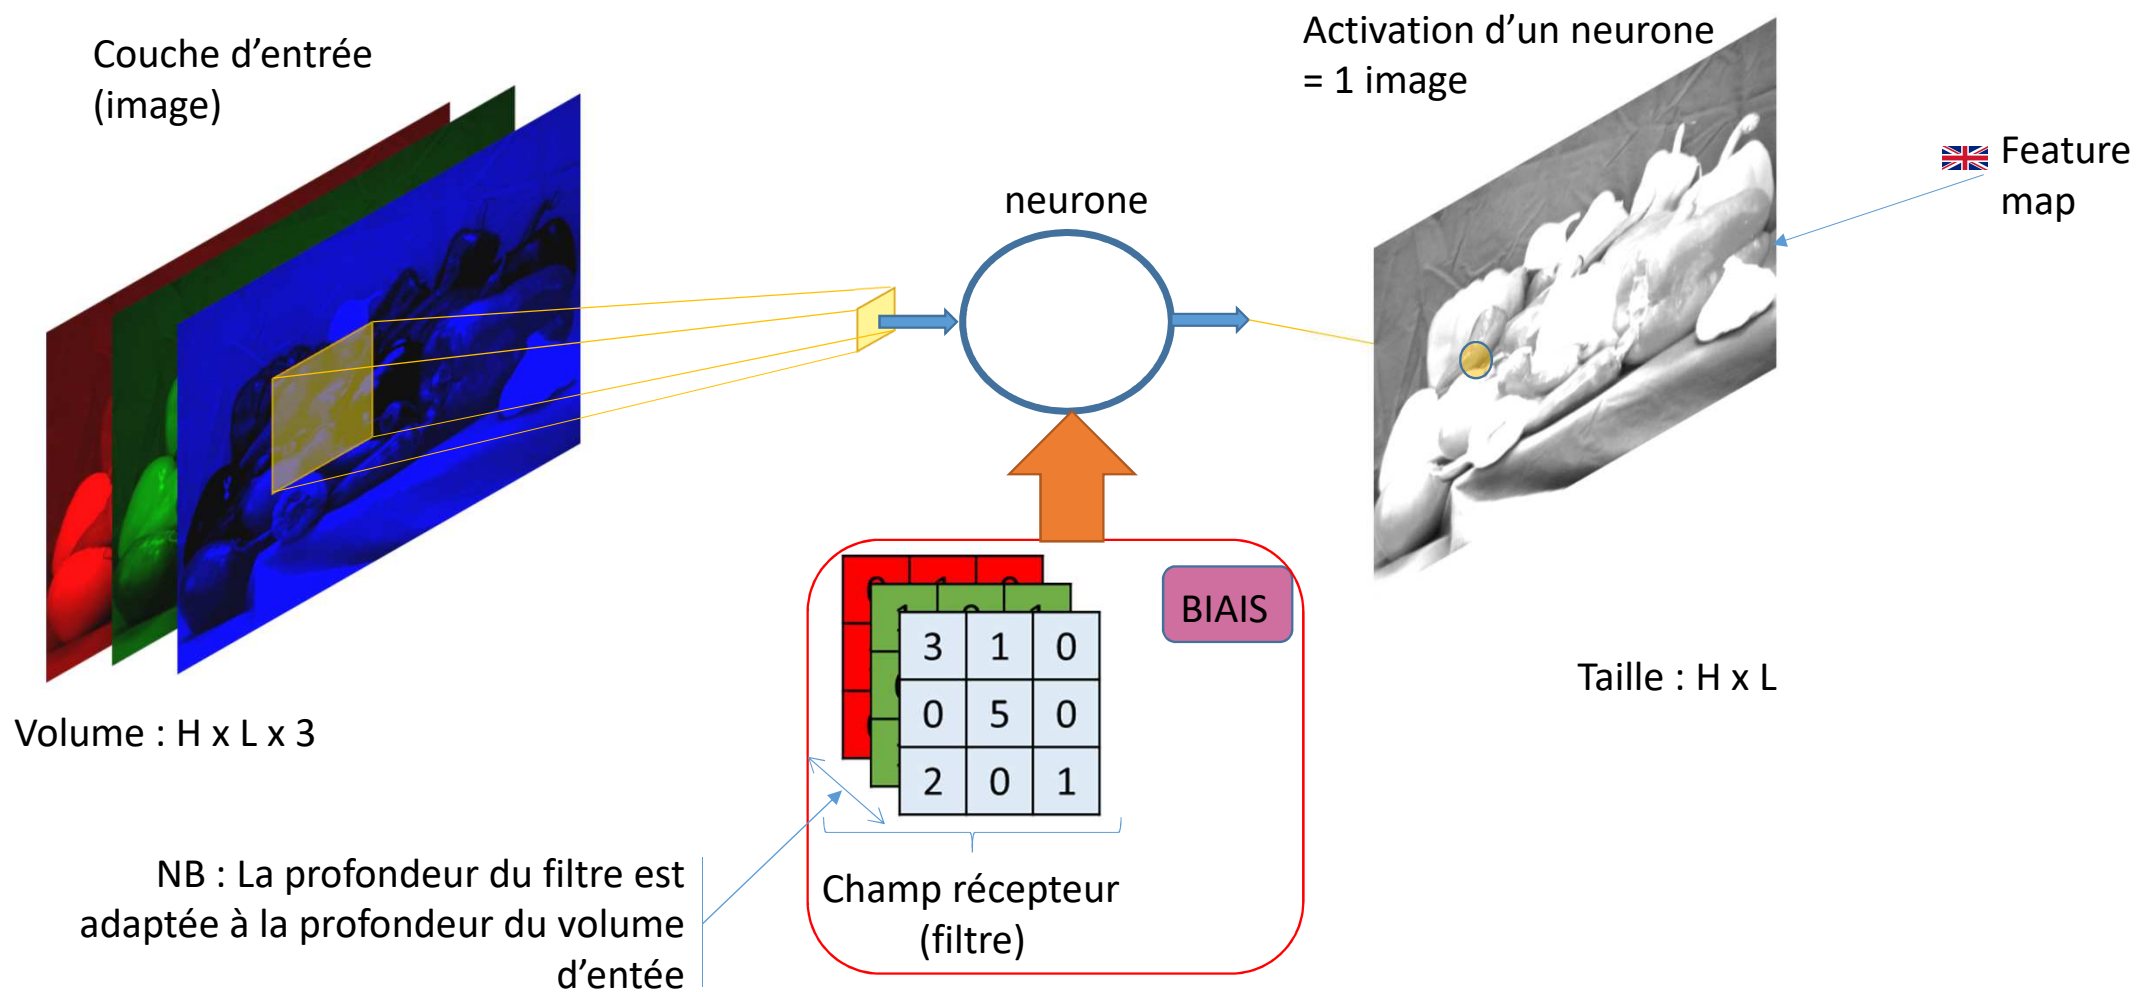 Couche d'entrée
(image)
Activation d'un neurone
= 1 image
Feature
map
neurone
BIAIS
3 1 0
0 5 0
2 0 1
Taille : H x L
Volume : H x L x 3
NB : La profondeur du filtre est
adaptée à la profondeur du volume
d'entée
Champ récepteur
(filtre)